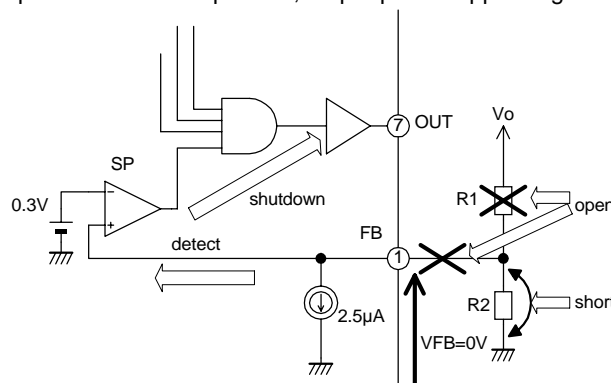 7 OUT
Vo
SP
R1
0.3V
shutdown
open
FB
detect
1
R2
short
2.5µA
VFB=0V